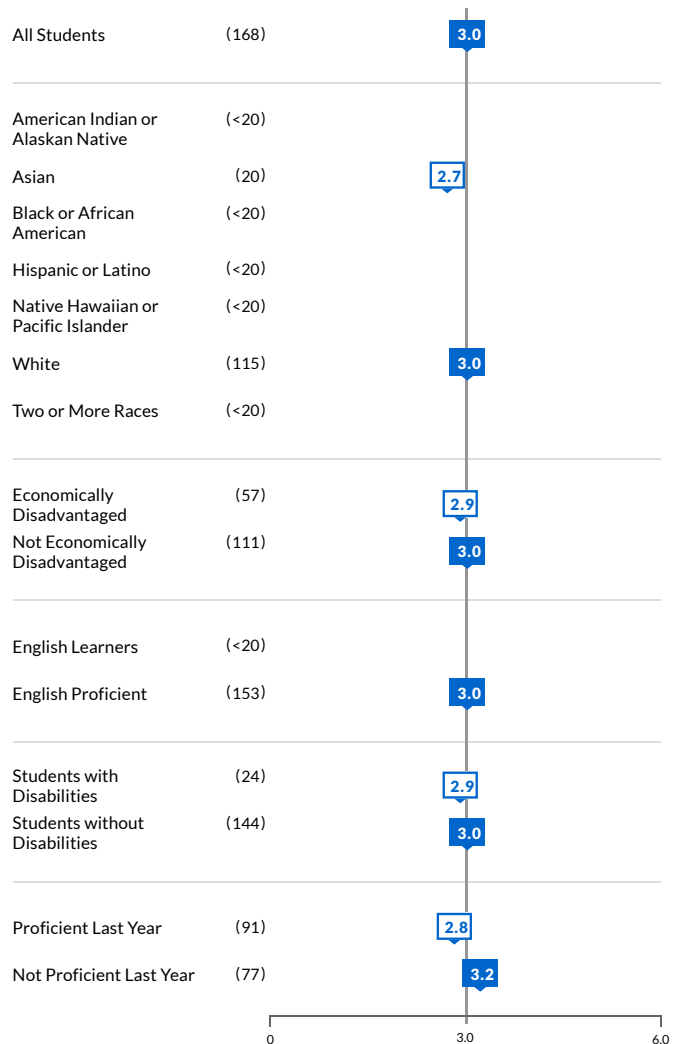 All Students (168) 3.0
American Indian or (<20)
Alaskan Native
Asian (20) 2.7
Black or African (<20)
American
Hispanic or Latino (<20)
Native Hawaiian or (<20)
Pacific Islander
White (115) 3.0
Two or More Races (<20)
Economically (57) 2.9
Disadvantaged
Not Economically (111) 3.0
Disadvantaged
English Learners (<20)
English Proficient (153) 3.0
Students with (24) 2.9
Disabilities
Students without (144) 3.0
Disabilities
Proficient Last Year (91) 2.8
Not Proficient Last Year (77) 3.2
0 3.0 6.0